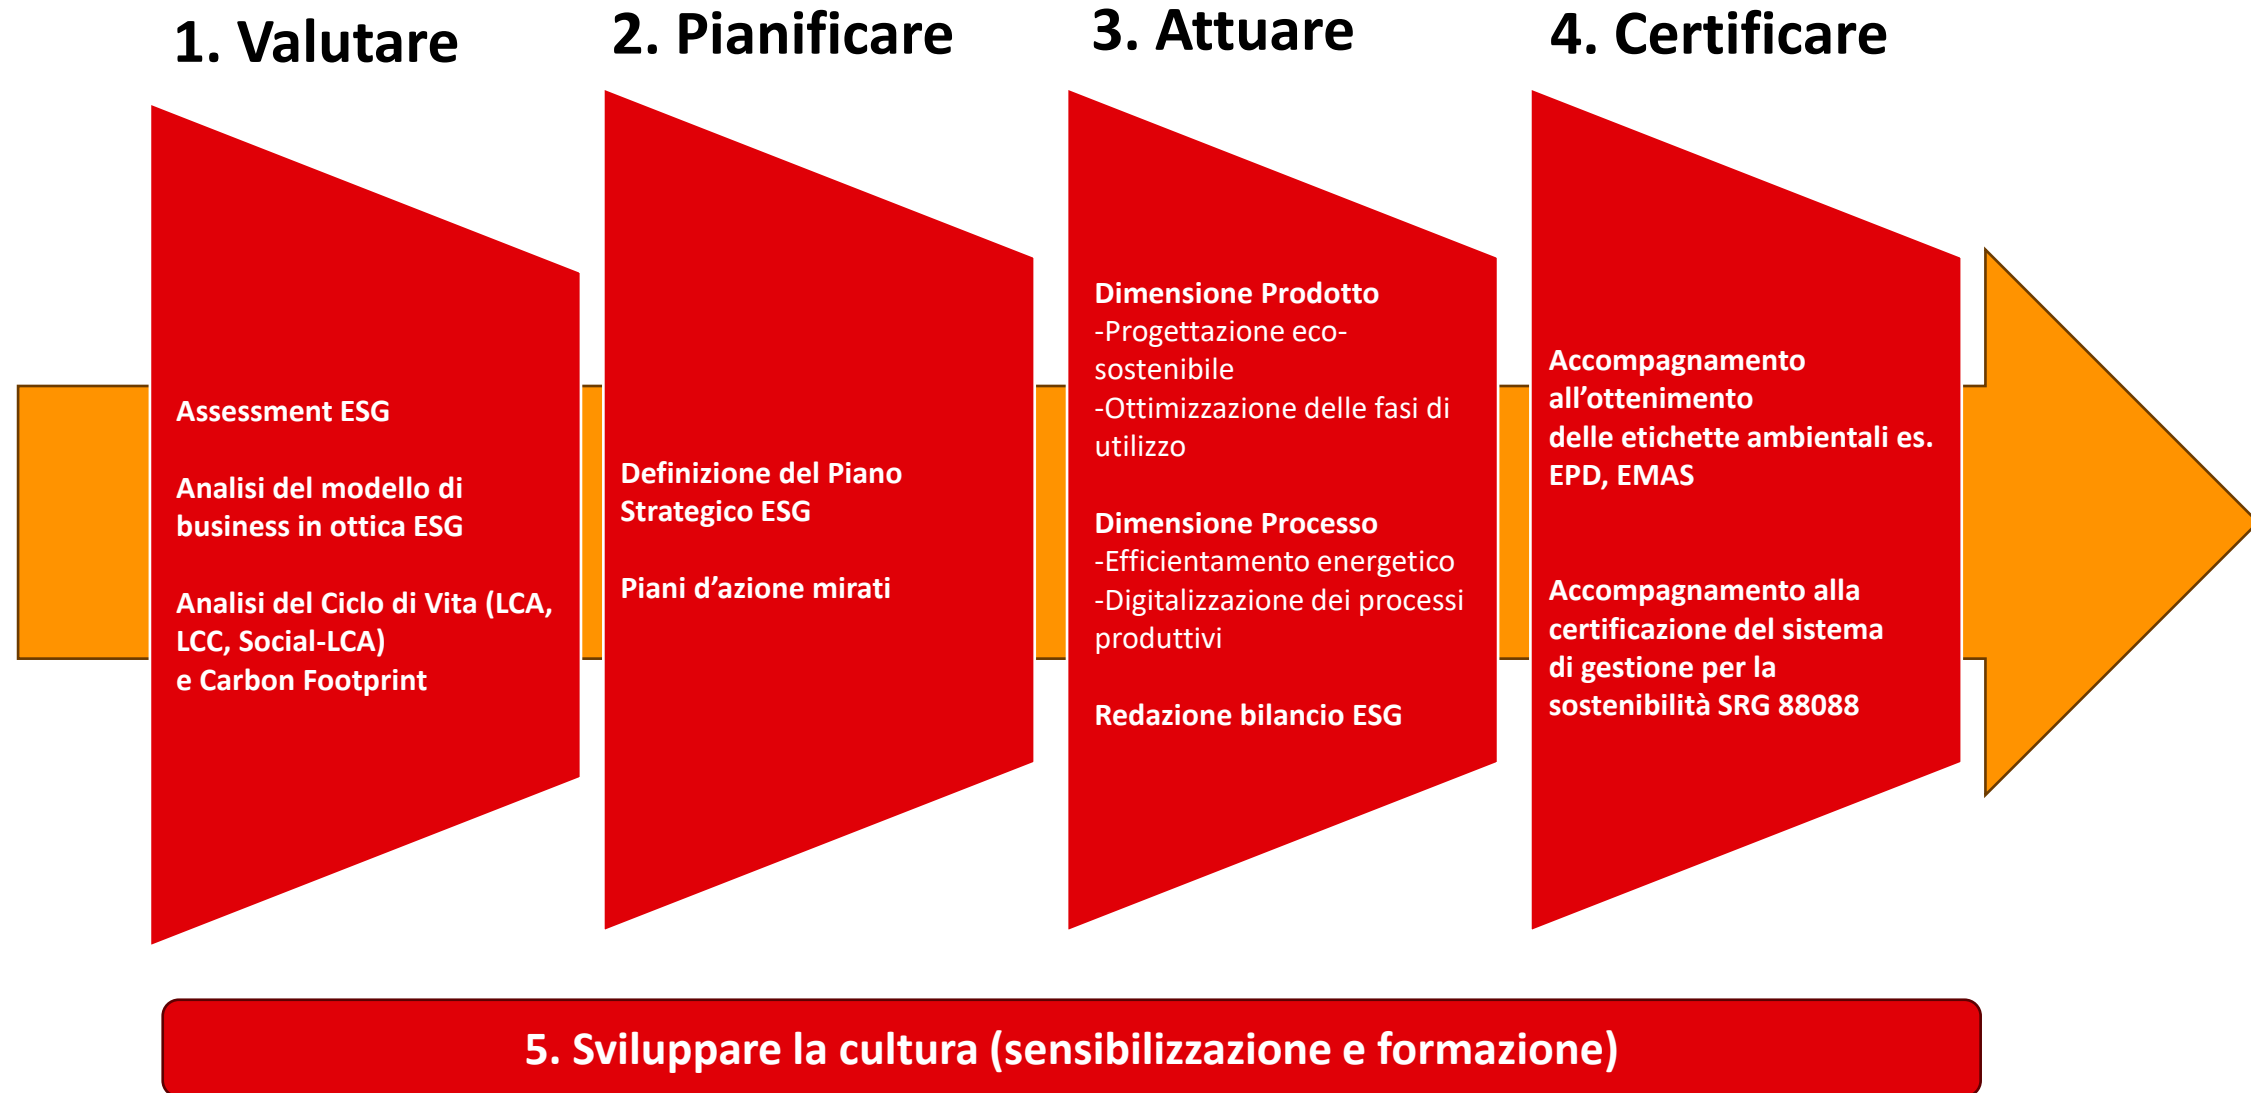 1. Valutare
Assessment ESG
Analisi del modello di
business in ottica ESG
Analisi del Ciclo di Vita (LCA,
LCC, Social-LCA)
e Carbon Footprint
2. Pianificare
Definizione del Piano
Strategico ESG
Piani d’azione mirati
3. Attuare
Dimensione Prodotto
-Progettazione eco-
sostenibile
-Ottimizzazione delle fasi di
utilizzo
Dimensione Processo
-Efficientamento energetico
-Digitalizzazione dei processi
produttivi
Redazione bilancio ESG
4. Certificare
Accompagnamento
all’ottenimento
delle etichette ambientali es.
EPD, EMAS
Accompagnamento alla
certificazione del sistema
di gestione per la
sostenibilità SRG 88088
5. Sviluppare la cultura (sensibilizzazione e formazione)